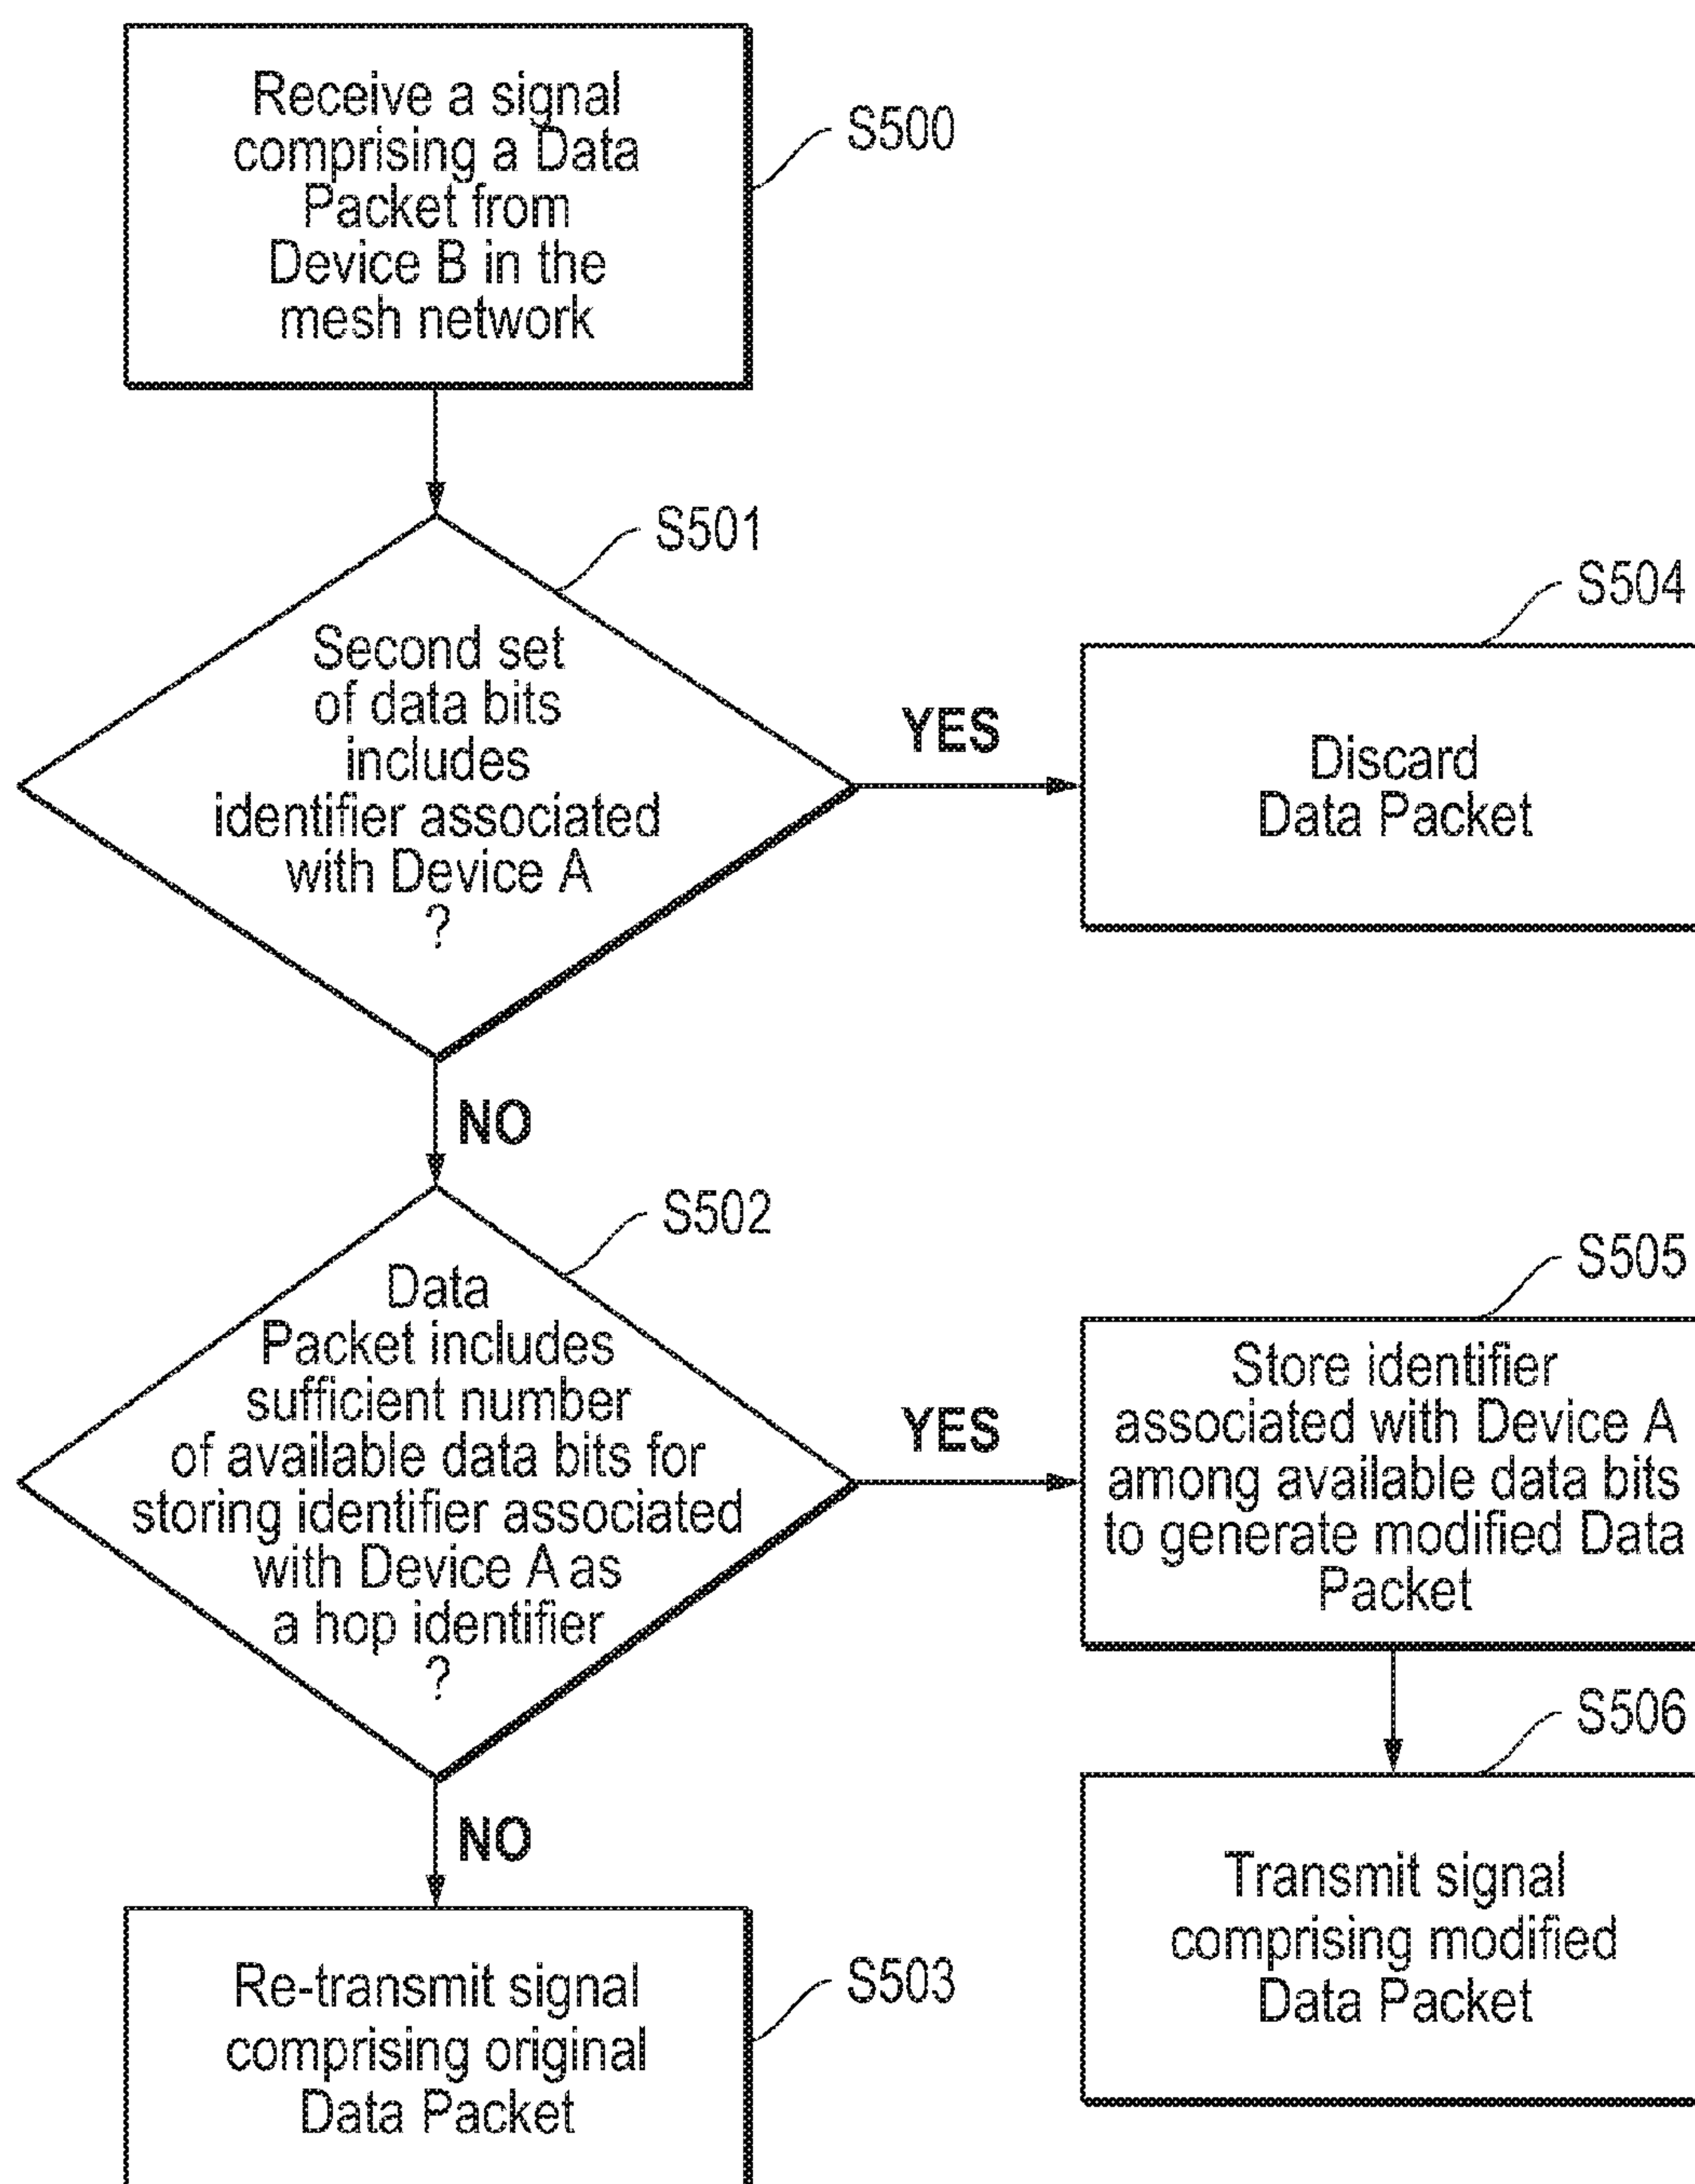 Receive a signal
comprising a Data
Packet from
Device B in the
mesh network
S500
S501
Second set
of data bits
includes
identifier associated
with Device A
?
YES
S504
Discard
Data Packet
NO
S502
Data
Packet includes
sufficient number
of available data bits for
storing identifier associated
with Device A as
a hop identifier
?
YES
S505
Store identifier
associated with Device A
among available data bits
to generate modified Data
Packet
S506
Transmit signal
comprising modified
Data Packet
NO
Re-transmit signal
comprising original
Data Packet
S503